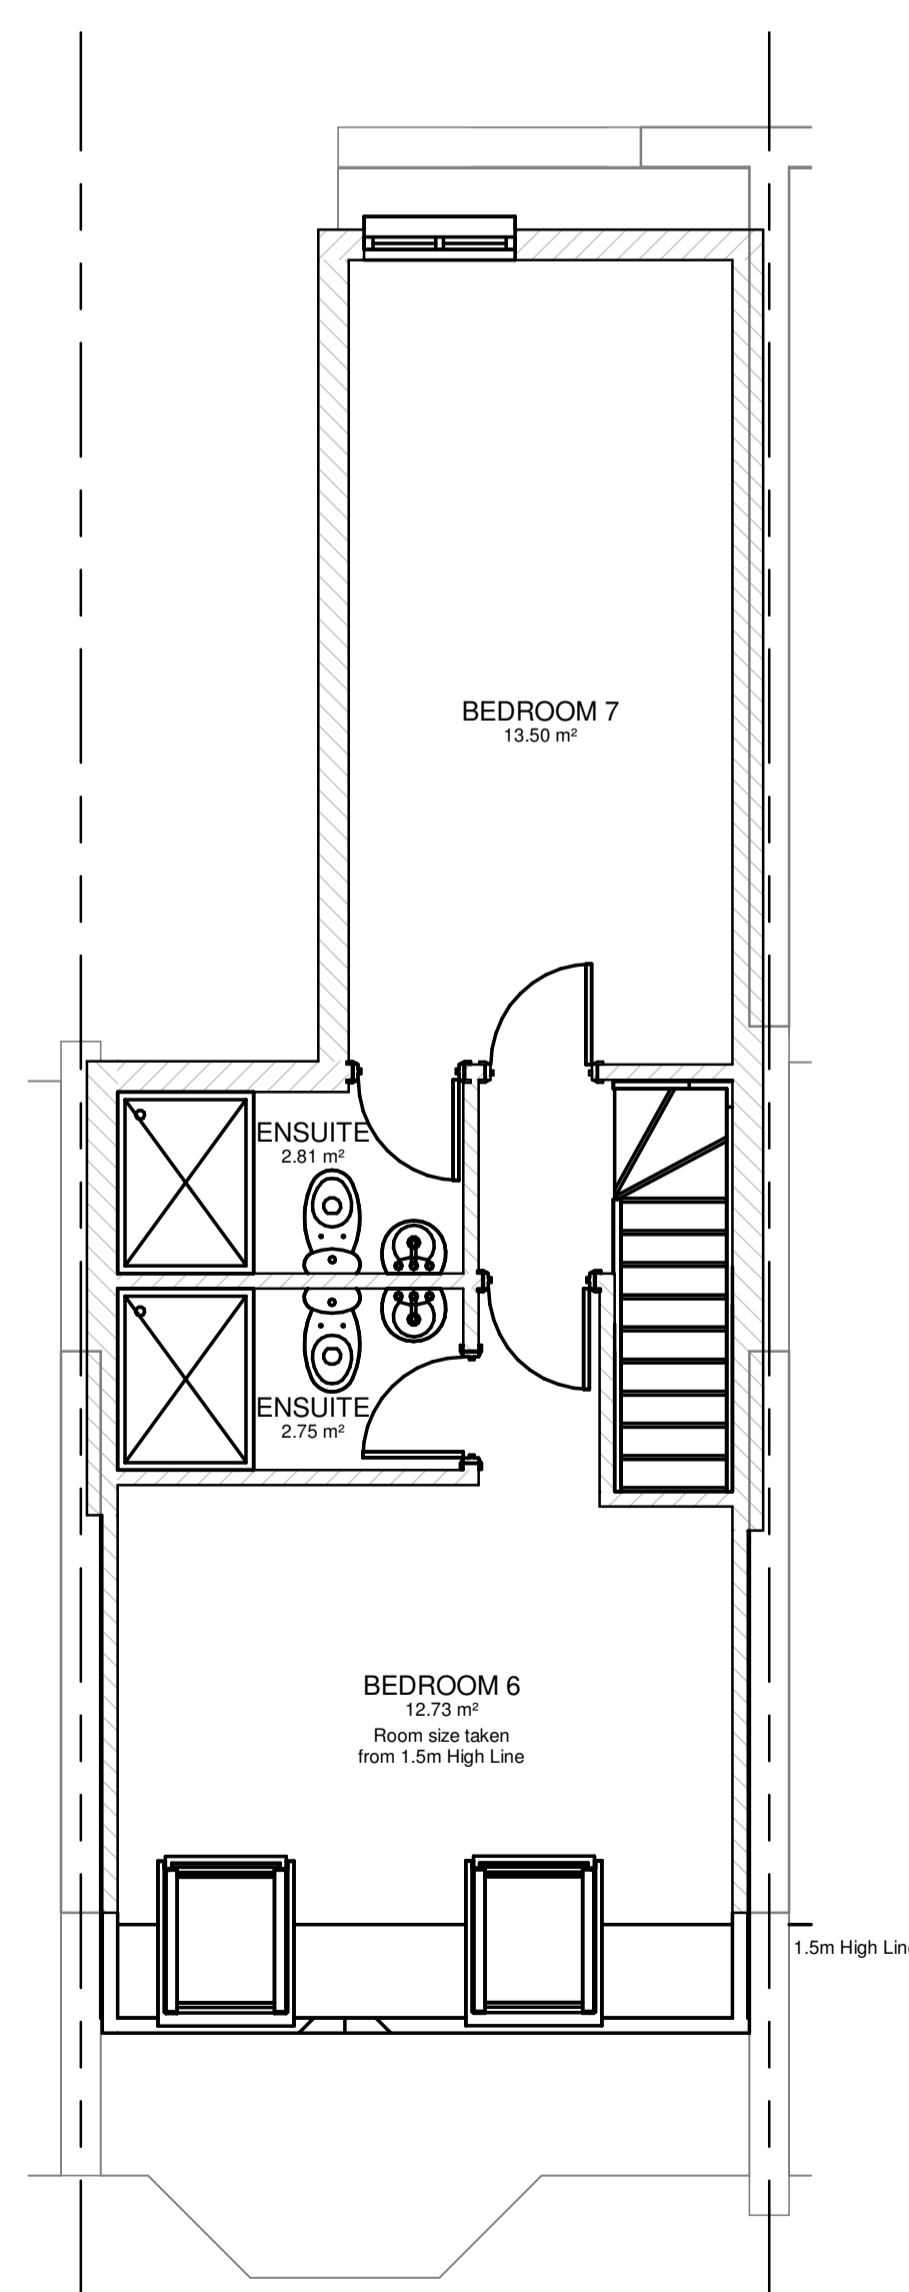 BEDROOM 7
13.50 m²
ENSUITE
2.81 m²
ENSUITE
2.75 m²
BEDROOM 6
12.73 m²
Room size taken
from 1.5m High Line
1.5m High Lin